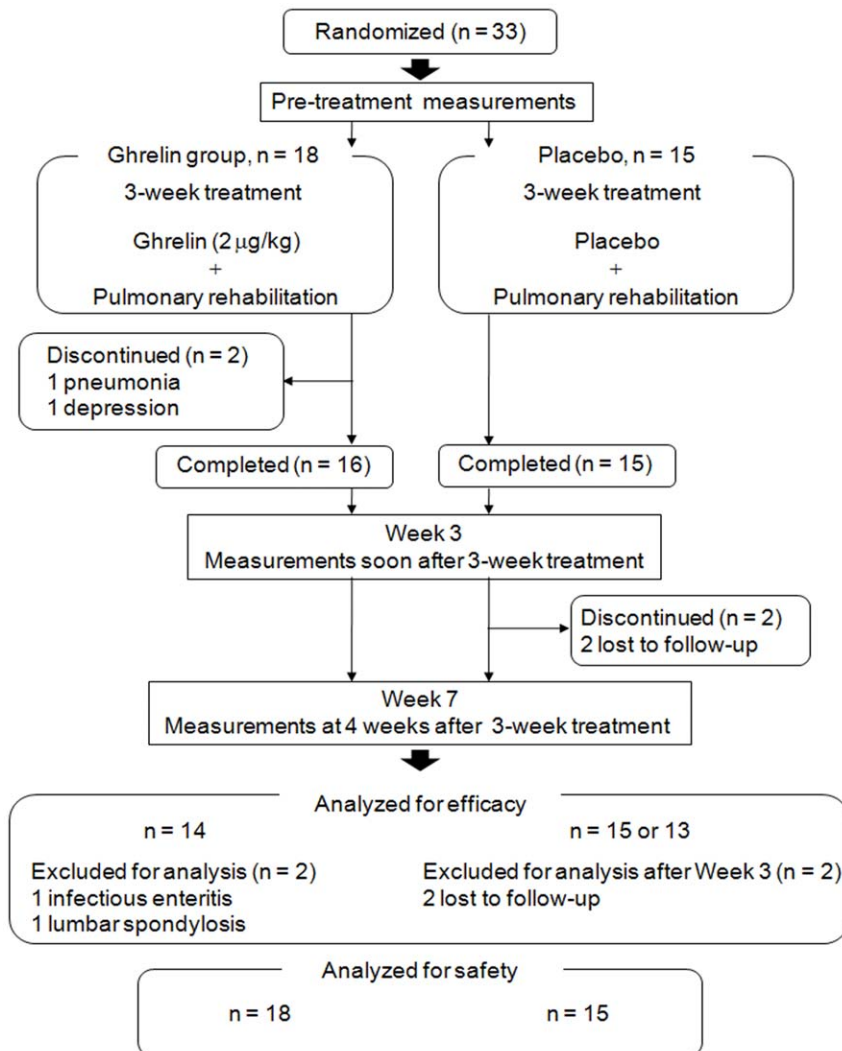 Randomized (n = 33)
Pre-treatment measurements
Ghrelin group, n = 18
3-week treatment
Ghrelin (2 μg/kg)
+
Pulmonary rehabilitation
Placebo, n = 15
3-week treatment
Placebo
+
Pulmonary rehabilitation
Discontinued (n = 2)
1 pneumonia
1 depression
Completed (n = 16)
Completed (n = 15)
Week 3
Measurements soon after 3-week treatment
Discontinued (n = 2)
2 lost to follow-up
Week 7
Measurements at 4 weeks after 3-week treatment
Analyzed for efficacy
n = 14
Excluded for analysis (n = 2)
1 infectious enteritis
1 lumbar spondylosis
n = 15 or 13
Excluded for analysis after Week 3 (n = 2)
2 lost to follow-up
Analyzed for safety
n = 18
n = 15